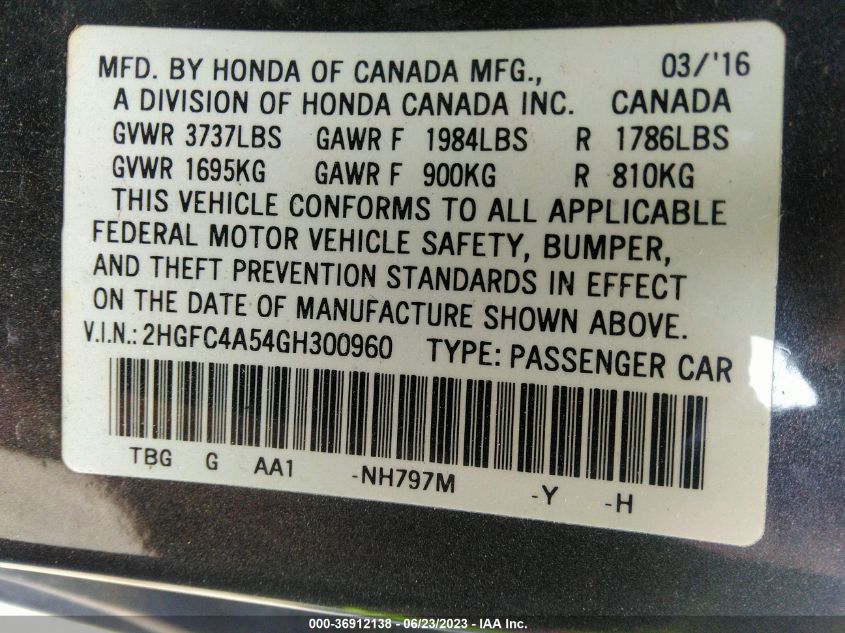 MFD. BY HONDA OF CANADA MFG., 03/'16
A DIVISION OF HONDA CANADA INC. CANADA
GVWR 3737LBS GAWR F 1984LBS R 1786LBS
GVWR 1695KG GAWR F 900KG R 810KG
THIS VEHICLE CONFORMS TO ALL APPLICABLE
FEDERAL MOTOR VEHICLE SAFETY, BUMPER,
AND THEFT PREVENTION STANDARDS IN EFFECT
ON THE DATE OF MANUFACTURE SHOWN ABOVE.
V.I.N.: 2HGFC4A54GH300960 TYPE: PASSENGER CAR
TBG G AA1 -NH797M -Y -H
000-36912138 - 06/23/2023 - IAA Inc.